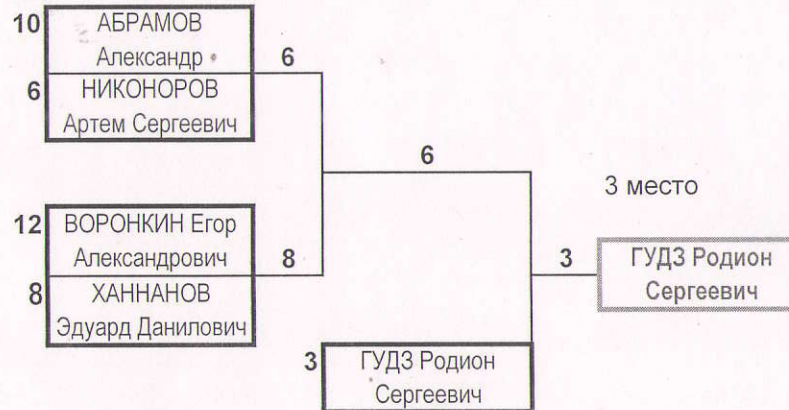 10 АБРАМОВ
Александр
6
6 НИКОНОРОВ
Артем Сергеевич
6
3 место
12 ВОРОНКИН Егор
Александрович
8
8 ХАННАНОВ
Эдуард Данилович
3
ГУДЗ Родион
Сергеевич
3 ГУДЗ Родион
Сергеевич